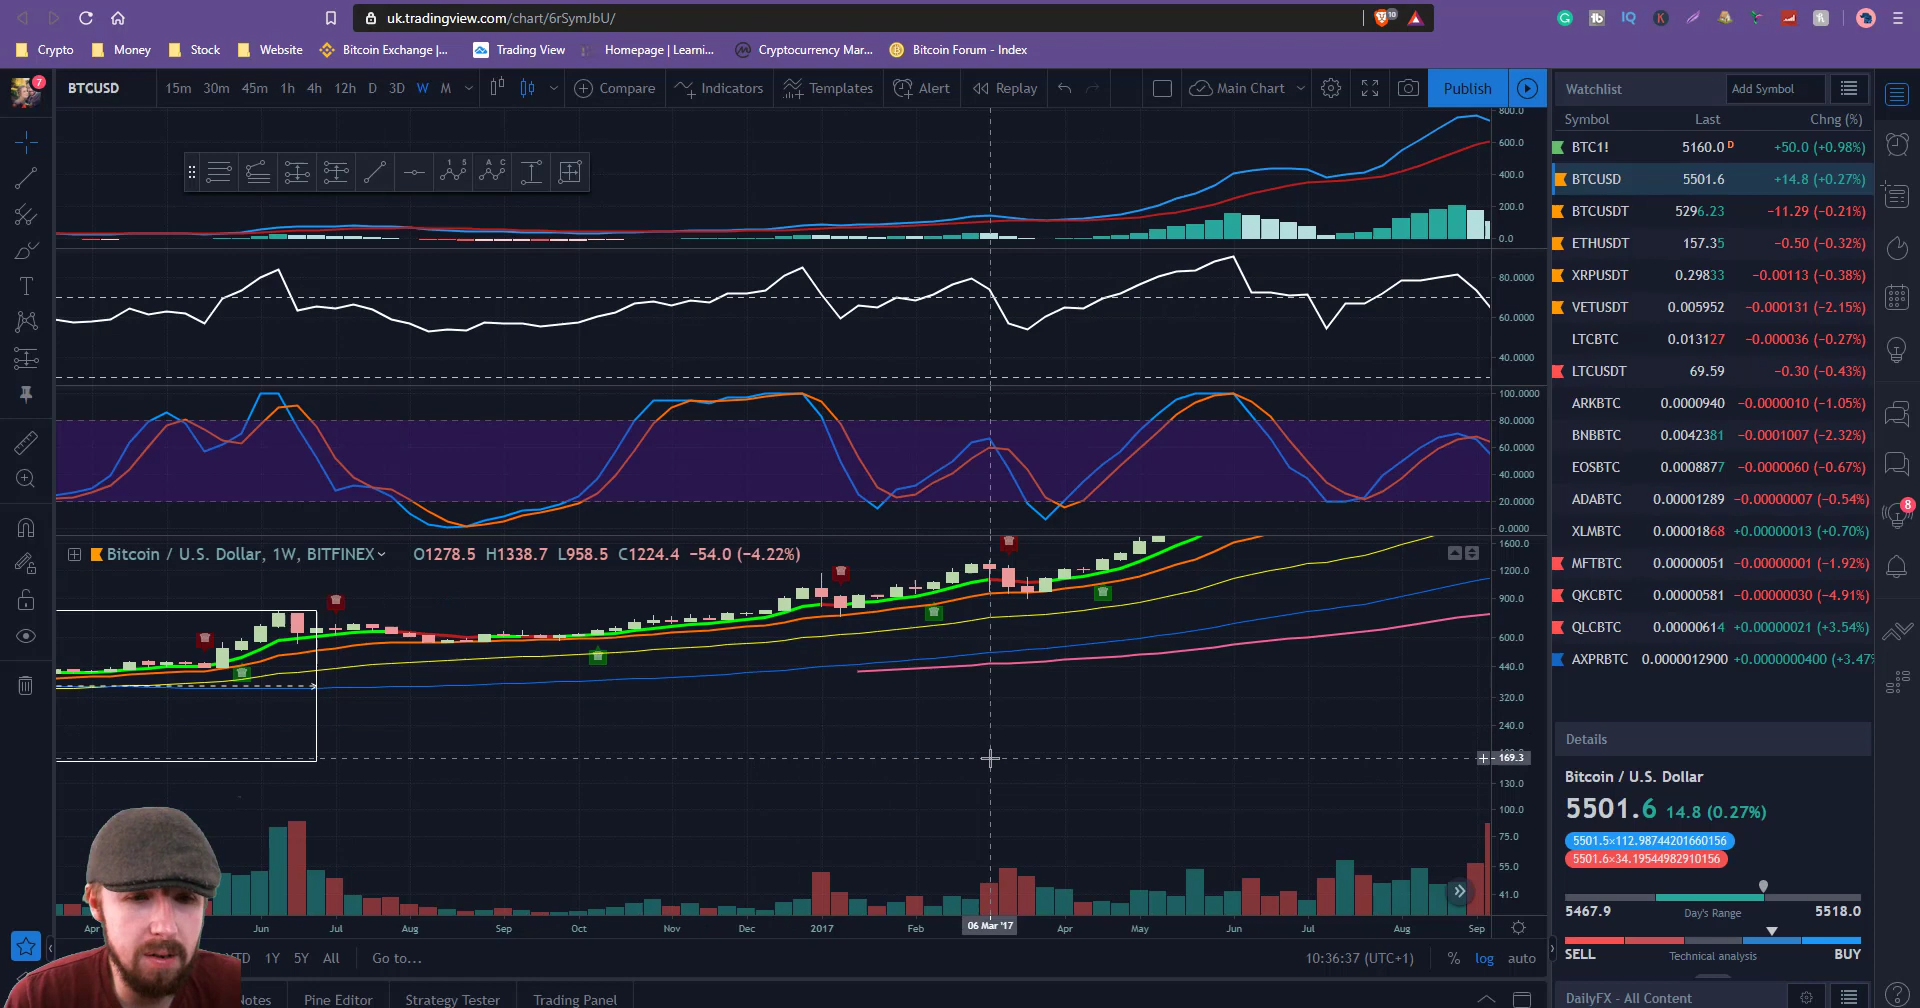 uk.tradingview.com/chart/6rSymJbU/
10
Crypto Money Stock Website Bitcoin Exchange |... Trading View Homepage | Learni... Cryptocurrency Mar... Bitcoin Forum - Index
7
BTCUSD 15m 30m 45m 1h 4h 12h D 3D W M Compare Indicators Templates Alert Replay Main Chart Publish
Watchlist Add Symbol
Symbol Last Chng (%)
BTC1! 5160.0 D +50.0 (+0.98%)
BTCUSD 5501.6 +14.8 (+0.27%)
BTCUSDT 5296.23 −11.29 (−0.21%)
ETHUSDT 157.35 −0.50 (−0.32%)
XRPUSDT 0.29833 −0.00113 (−0.38%)
VETUSDT 0.005952 −0.000131 (−2.15%)
LTCBTC 0.013127 −0.000036 (−0.27%)
LTCUSDT 69.59 −0.30 (−0.43%)
ARKBTC 0.0000940 −0.0000010 (−1.05%)
BNBBTC 0.0042381 −0.0001007 (−2.32%)
EOSBTC 0.0008877 −0.0000060 (−0.67%)
ADABTC 0.00001289 −0.00000007 (−0.54%)
XLMBTC 0.00001868 +0.00000013 (+0.70%)
MFTBTC 0.00000051 −0.00000001 (−1.92%)
QKCBTC 0.00000581 −0.00000030 (−4.91%)
QLCBTC 0.00000614 +0.00000021 (+3.54%)
AXPRBTC 0.0000012900 +0.0000000400 (+3.47%
8
800.0
600.0
400.0
200.0
0.0
80.0000
60.0000
40.0000
100.0000
80.0000
60.0000
40.0000
20.0000
0.0000
Bitcoin / U.S. Dollar, 1W, BITFINEX O1278.5 H1338.7 L958.5 C1224.4 −54.0 (−4.22%)
1600.0
1200.0
900.0
600.0
440.0
320.0
240.0
169.3
130.0
100.0
75.0
55.0
41.0
Apr Jun Jul Aug Sep Oct Nov Dec 2017 Feb 06 Mar '17 Apr May Jun Jul Aug Sep
TD 1Y 5Y All Go to... 10:36:37 (UTC+1) % log auto
Notes Pine Editor Strategy Tester Trading Panel
Details
Bitcoin / U.S. Dollar
5501.6 14.8 (0.27%)
5501.5×112.98744201660156
5501.6×34.19544982910156
5467.9 Day's Range 5518.0
SELL Technical analysis BUY
DailyFX - All Content